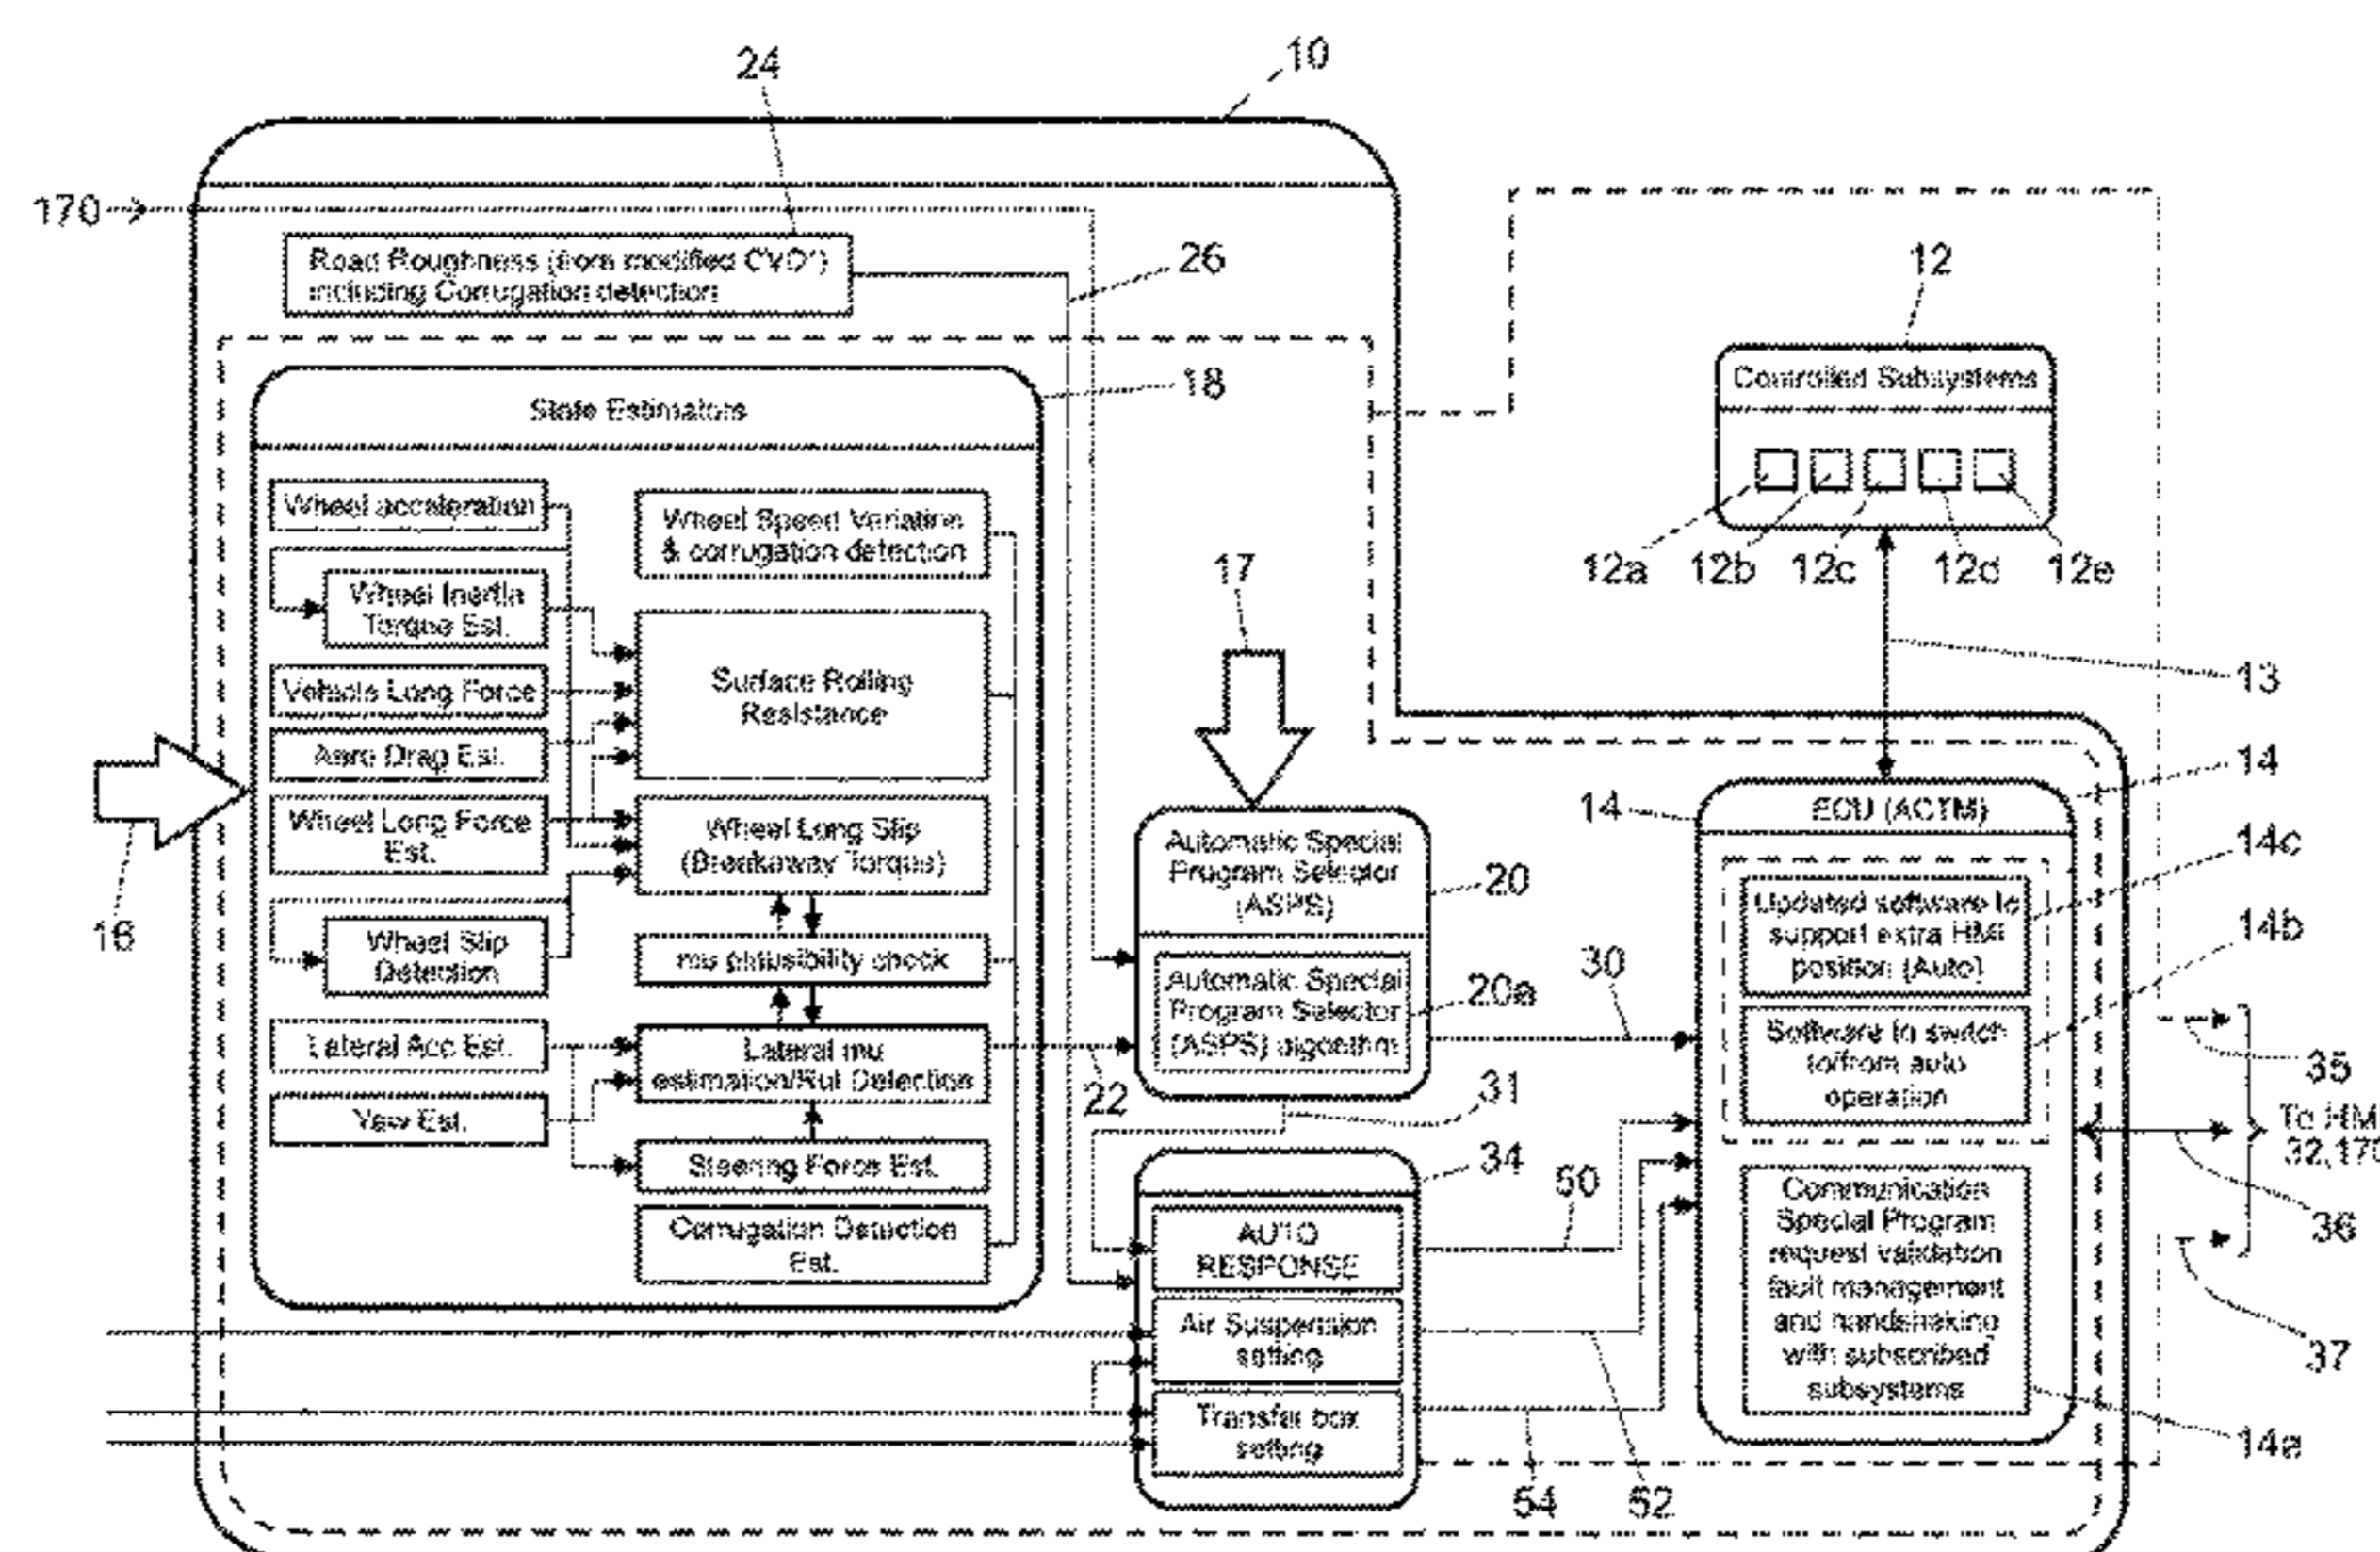 24
10
170
Road Roughness (from modified CVD*)
including Corrugation detection
26
12
18
State Estimators
Controlled Subsystems
Wheel acceleration
Wheel Speed Variation
& corrugation detection
12a
12b
12c
12d
12e
17
Wheel Inertia
Torque Est.
13
Vehicle Long Force
Surface Rolling
Resistance
Aero Drag Est.
14
14
ECU (ACTM)
Wheel Long Force
Est.
Wheel Long Slip
(Breakaway Torque)
Automatic Special
Program Selector
(ASPS)
20
14c
Updated software to
support extra HMI
position (Auto)
16
Wheel Slip
Detection
mu plausibility check
14b
30
Automatic Special
Program Selector
(ASPS) algorithm
20a
Software to switch
to/from auto
operation
Lateral Acc Est.
Lateral mu
estimation/Rut Detection
35
Yaw Est.
22
31
To HM
32,170
Steering Force Est.
34
50
36
Communication
Special Program
request validation
fault management
and handshaking
with subscribed
subsystems
Corrugation Detection
Est.
AUTO
RESPONSE
Air Suspension
setting
37
Transfer box
setting
14a
54
52